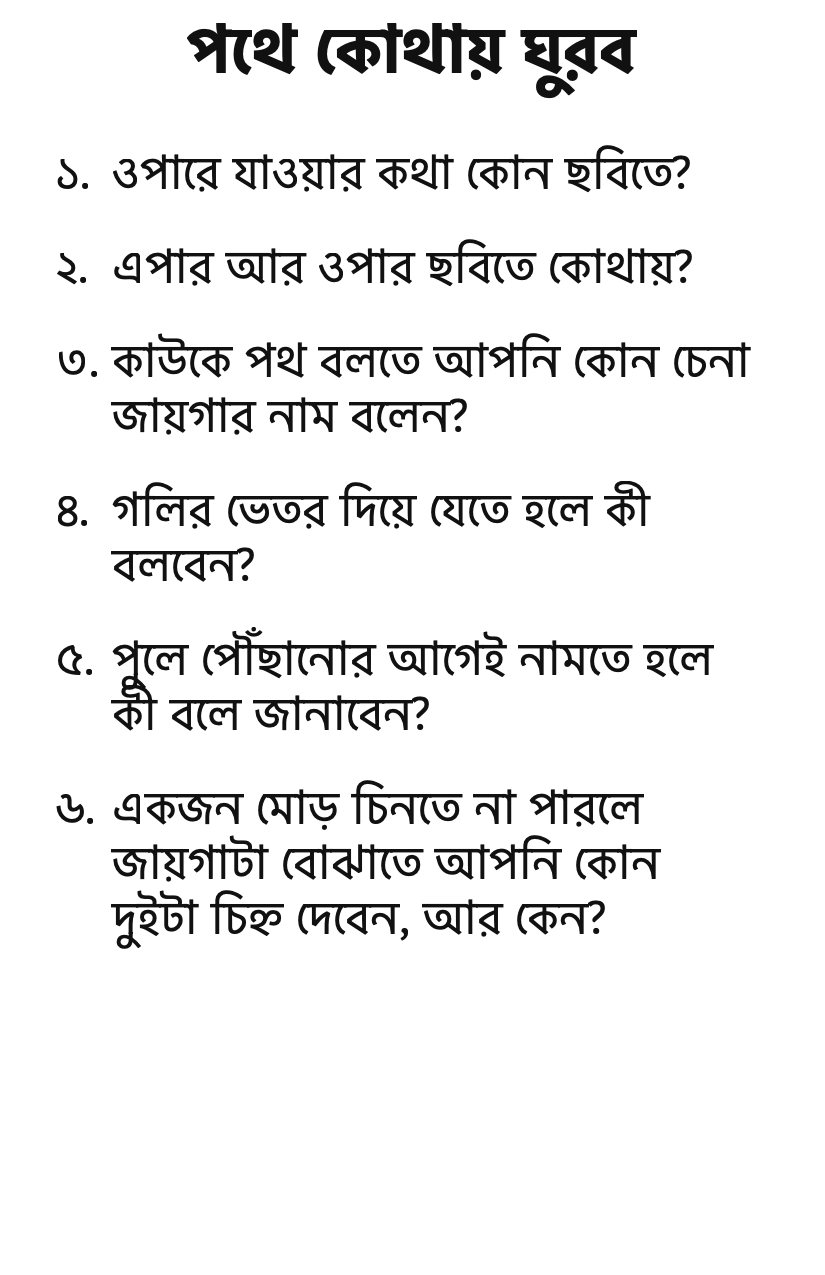 পথে কোথায় ঘুরব
১. ওপারে যাওয়ার কথা কোন ছবিতে?
২. এপার আর ওপার ছবিতে কোথায়?
৩. কাউকে পথ বলতে আপনি কোন চেনা
জায়গার নাম বলেন?
৪. গলির ভেতর দিয়ে যেতে হলে কী
বলবেন?
৫. পুলে পৌঁছানোর আগেই নামতে হলে
কী বলে জানাবেন?
৬. একজন মোড় চিনতে না পারলে
জায়গাটা বোঝাতে আপনি কোন
দুইটা চিহ্ন দেবেন, আর কেন?